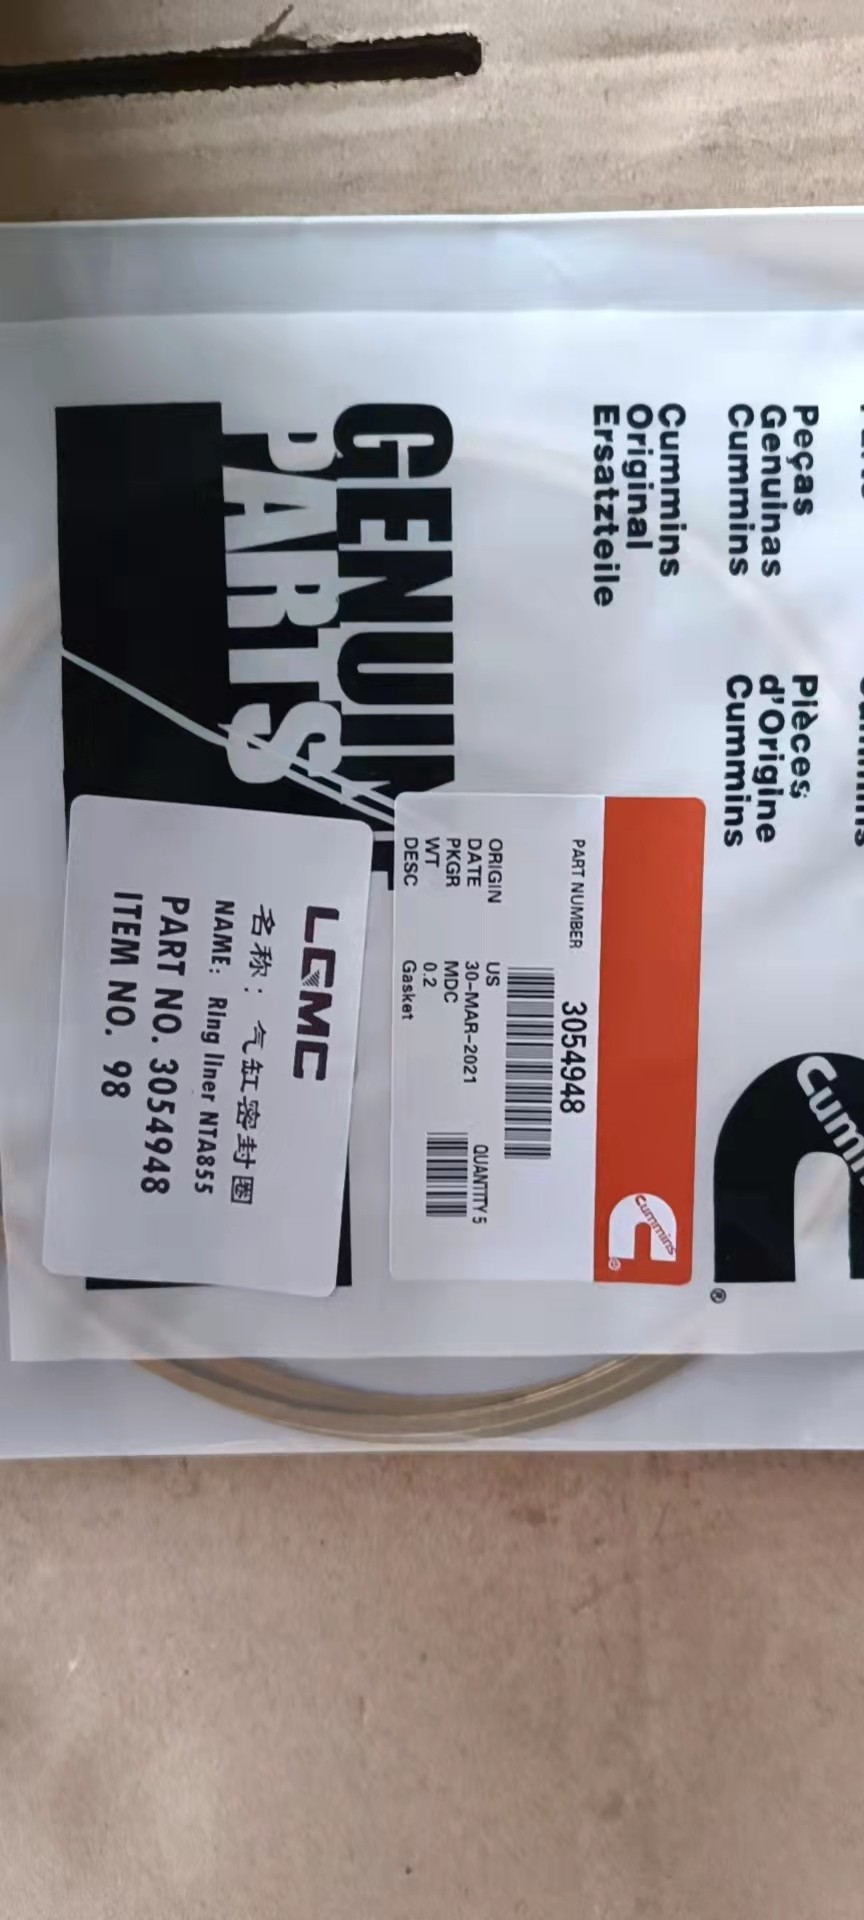 Peças
Genuinas
Cummins
Pièces
d'Origine
Cummins
Cummins
Original
Ersatzteile
GENUINE
PARTS
Cummins
®
Cummins
®
PART NUMBER 3054948
ORIGIN US
DATE 30-MAR-2021
PKGR MDC
WT 0.2
DESC Gasket
QUANTITY 5
LGMC
名称：气缸密封圈
NAME: RIng lIner NTA855
PART NO. 3054948
ITEM NO. 98